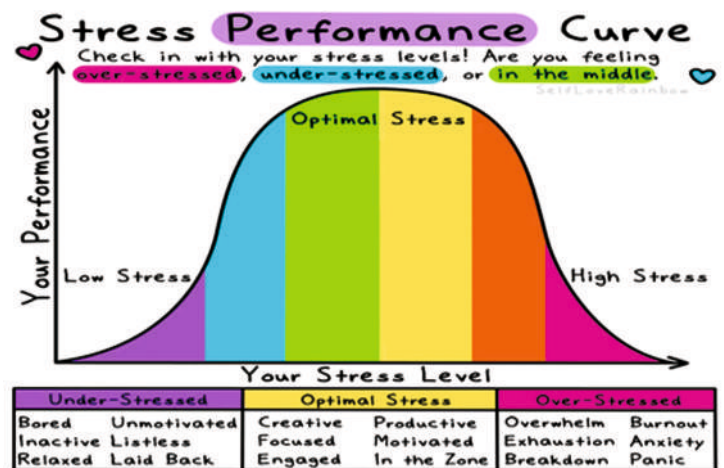 Stress Performance Curve
Check in with your stress levels! Are you feeling
over-stressed, under-stressed, or in the middle.
SelfLoveRainbow
Optimal Stress
Your Performance
Low Stress
High Stress
Your Stress Level
Under-Stressed
Bored Unmotivated
Inactive Listless
Relaxed Laid Back
Optimal Stress
Creative Productive
Focused Motivated
Engaged In the Zone
Over-Stressed
Overwhelm Burnout
Exhaustion Anxiety
Breakdown Panic